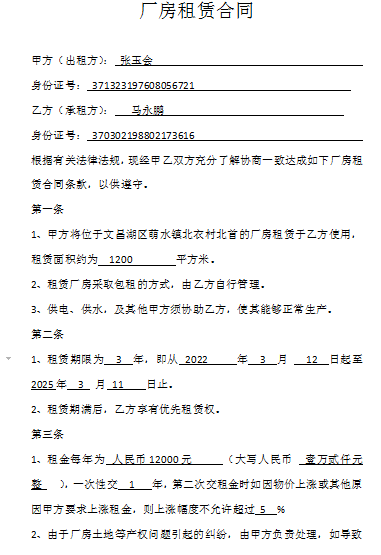 厂房租赁合同
甲方（出租方）： 张玉会
身份证号： 371323197608056721
乙方（承租方）： 马永鹏
身份证号： 370302198802173616
根据有关法律法规，现经甲乙双方充分了解协商一致达成如下厂房租
赁合同条款，以供遵守。
第一条
1、甲方将位于文昌湖区萌水镇北衣村北首的厂房租赁于乙方使用，
租赁面积约为 1200 平方米。
2、租赁厂房采取包租的方式，由乙方自行管理。
3、供电、供水，及其他甲方须协助乙方，使其能够正常生产。
第二条
1、租赁期限为 3 年，即从 2022 年 3 月 12 日起至
2025年 3 月 11 日止。
2、租赁期满后，乙方享有优先租赁权。
第三条
1、租金每年为 人民币12000元 （大写人民币 壹万贰仟元
整 ），一次性交 1 年，第二次交租金时如因物价上涨或其他原
因甲方要求上涨租金，则上涨幅度不允许超过 5 %
2、由于厂房土地等产权问题引起的纠纷，由甲方负责处理，如导致